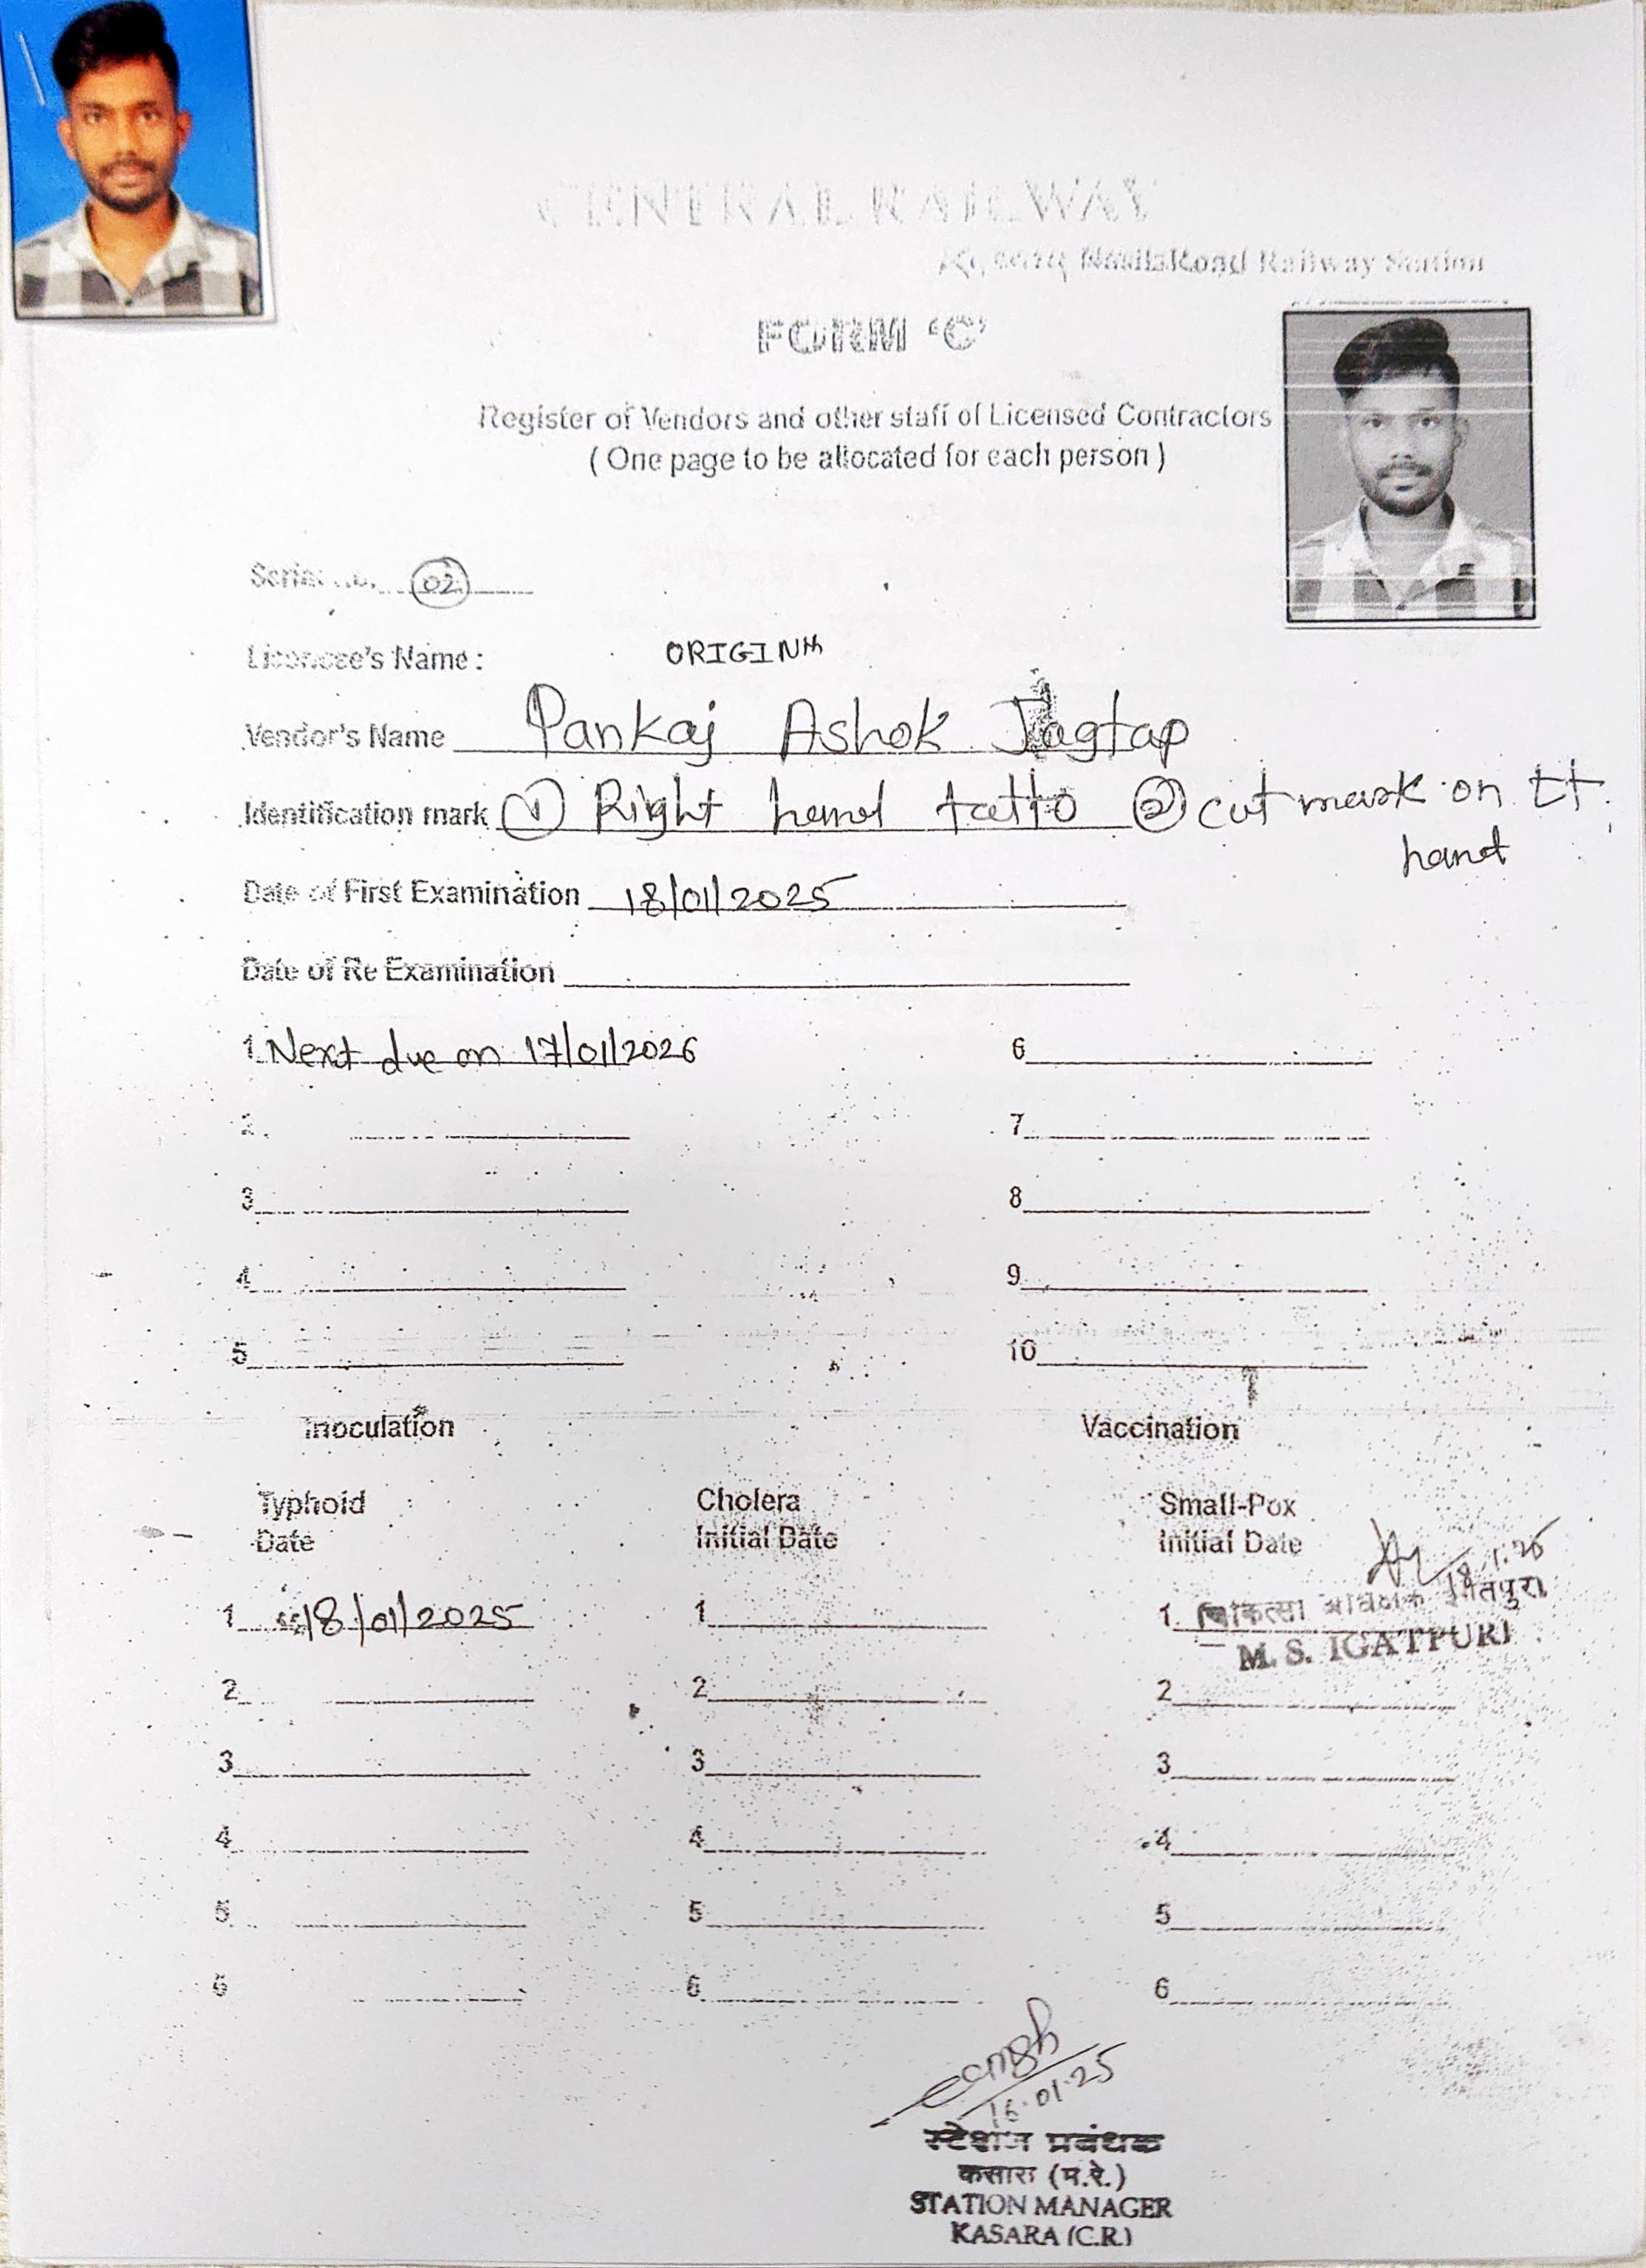 CENTRAL RAILWAY
Road Railway Station
FORM 'C'
Register of Vendors and other staff of Licensed Contractors
( One page to be allocated for each person )
Serial No. 02
Licencee's Name : ORIGIN
Vendor's Name Pankaj Ashok Jagtap
Identification mark ① Right hand tatto ② cut mark on Lt.
hand
Date of First Examination 18/01/2025
Date of Re Examination
1 Next due on 17/01/2026 6
2. 7
3 8
4 9
5 10
Inoculation Vaccination
Typhoid Cholera Small-Pox
Date Initial Date Initial Date
18.1.25
1 18/01/2025 1 1. चिकित्सा अधिक्षक ईगतपुरी
M. S. IGATPURI
2 2 2
3 3 3
4 4 4
5 5 5
6 6 6
16.01.25
स्टेशन प्रबंधक
कसारा (म.रे.)
STATION MANAGER
KASARA (C.R.)